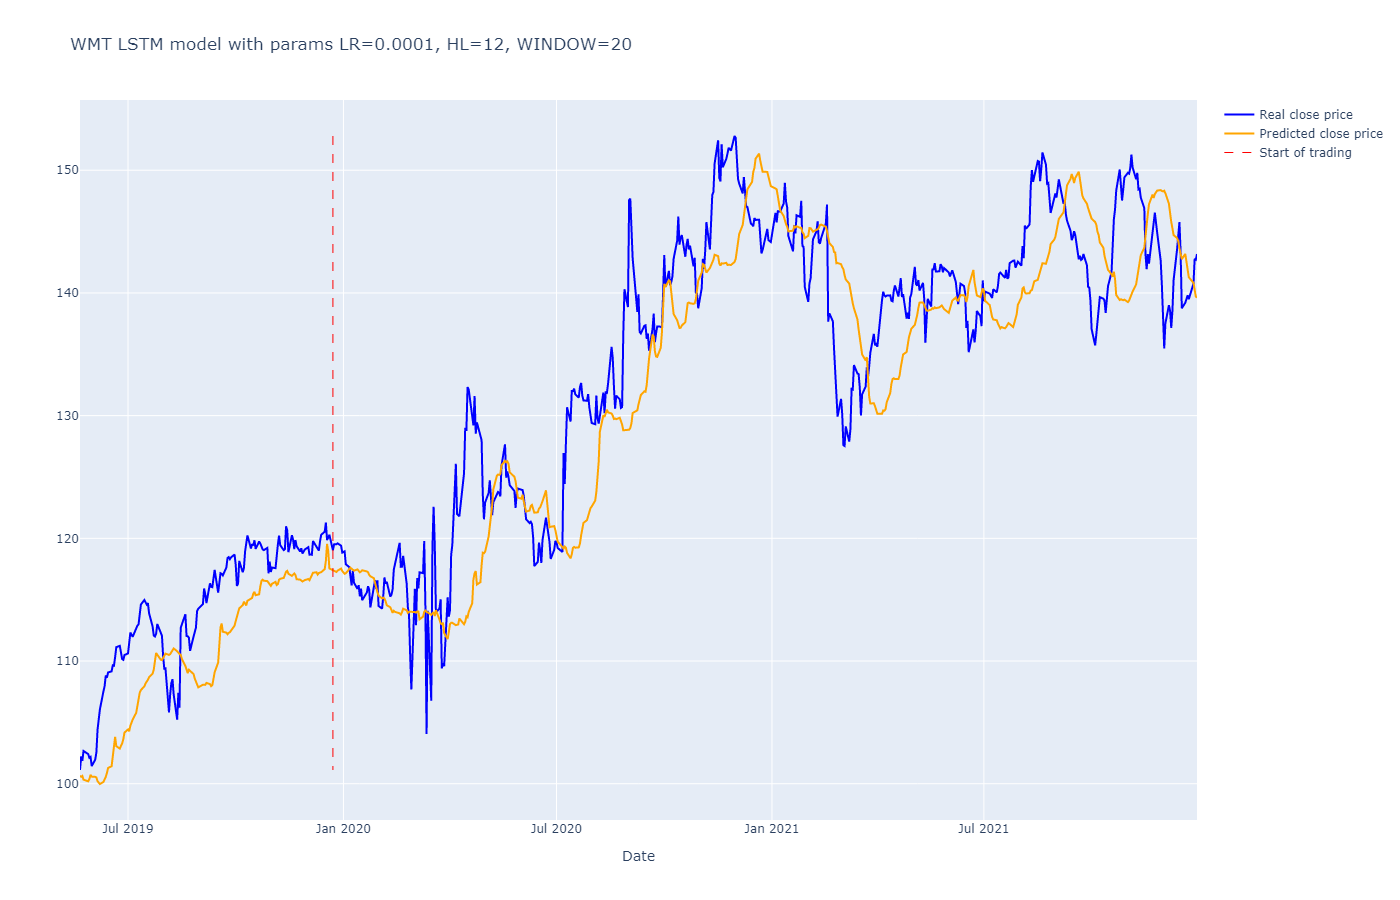 WMT LSTM model with params LR=0.0001, HL=12, WINDOW=20
Real close price
Predicted close price
Start of trading
150
140
130
120
110
100
Jul 2019
Jan 2020
Jul 2020
Jan 2021
Jul 2021
Date